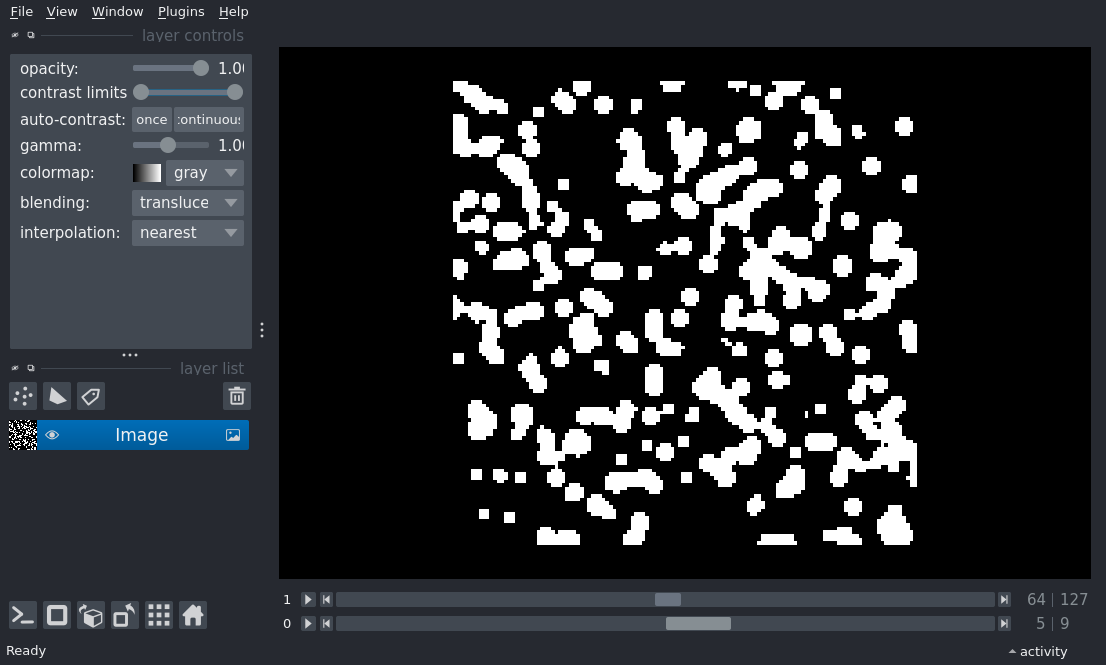 File View Window Plugins Help
layer controls
opacity: 1.00
contrast limits
auto-contrast: once continuous
gamma: 1.00
colormap: gray
blending: transluce
interpolation: nearest
layer list
Image
1 64 | 127
0 5 | 9
Ready activity